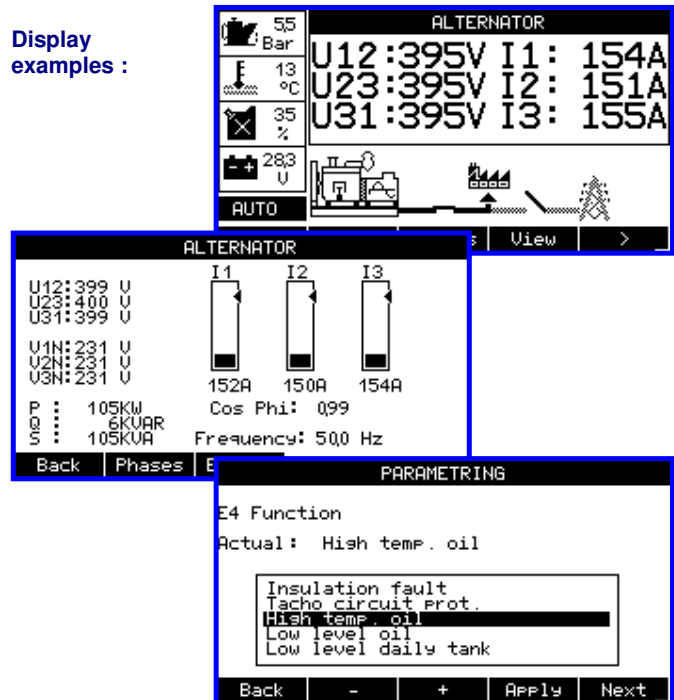 Display
examples :
5,5
Bar
13
°C
35
%
28,3
V
AUTO
ALTERNATOR
U12:395V I1: 154A
U23:395V I2: 151A
U31:395V I3: 155A
View >
ALTERNATOR
U12:399 V
U23:400 V
U31:399 V
V1N:231 V
V2N:231 V
V3N:231 V
I1 I2 I3
152A 150A 154A
P : 105KW
Q : 6KVAR
S : 105KVA
Cos Phi: 0,99
Frequency: 50,0 Hz
Back Phases
PARAMETRING
E4 Function
Actual: High temp. oil
Insulation fault
Tacho circuit prot.
High temp. oil
Low level oil
Low level daily tank
Back - + Apply Next